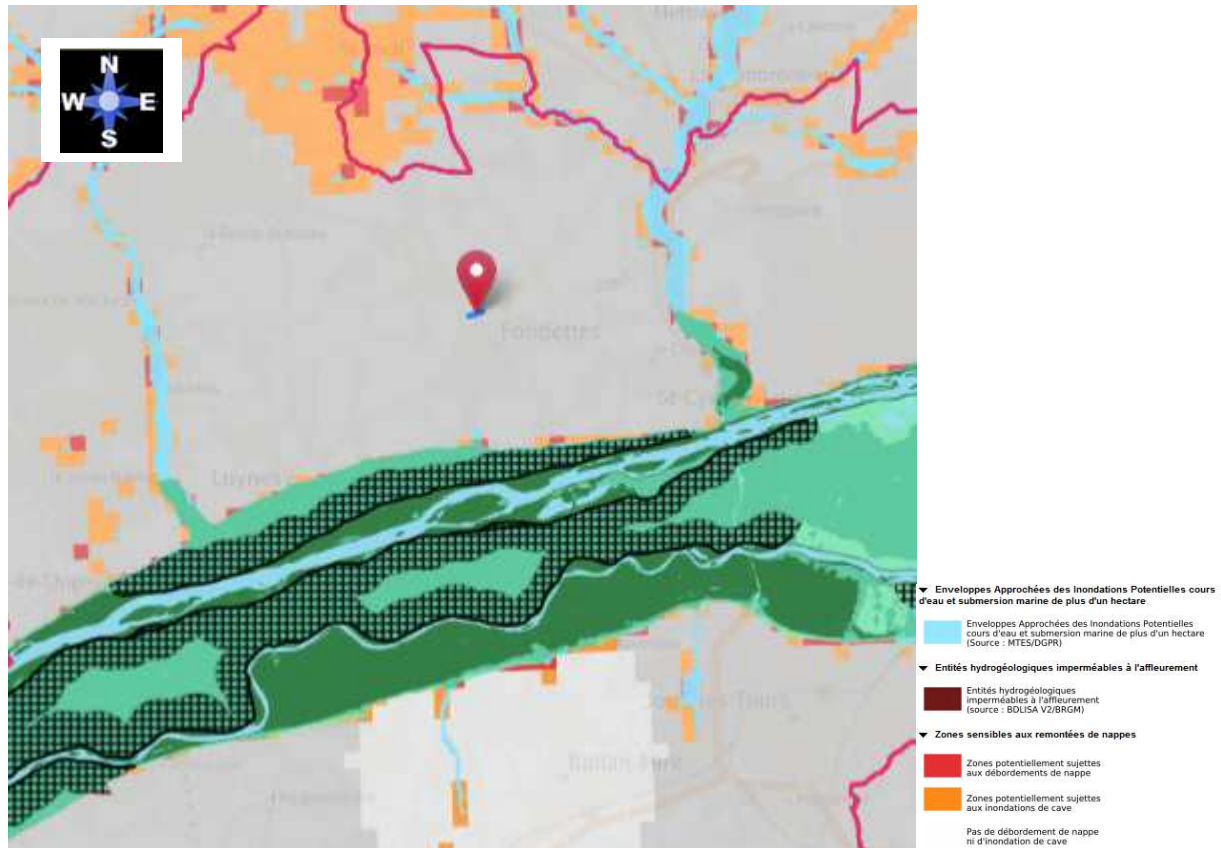 N
W E
S
Fondettes
Luynes
▼ Enveloppes Approchées des Inondations Potentielles cours
d'eau et submersion marine de plus d'un hectare
Enveloppes Approchées des Inondations Potentielles
cours d'eau et submersion marine de plus d'un hectare
(Source : MTES/DGPR)
▼ Entités hydrogéologiques imperméables à l'affleurement
Entités hydrogéologiques
imperméables à l'affleurement
(source : BDLISA V2/BRGM)
▼ Zones sensibles aux remontées de nappes
Zones potentiellement sujettes
aux débordements de nappe
Zones potentiellement sujettes
aux inondations de cave
Pas de débordement de nappe
ni d'inondation de cave